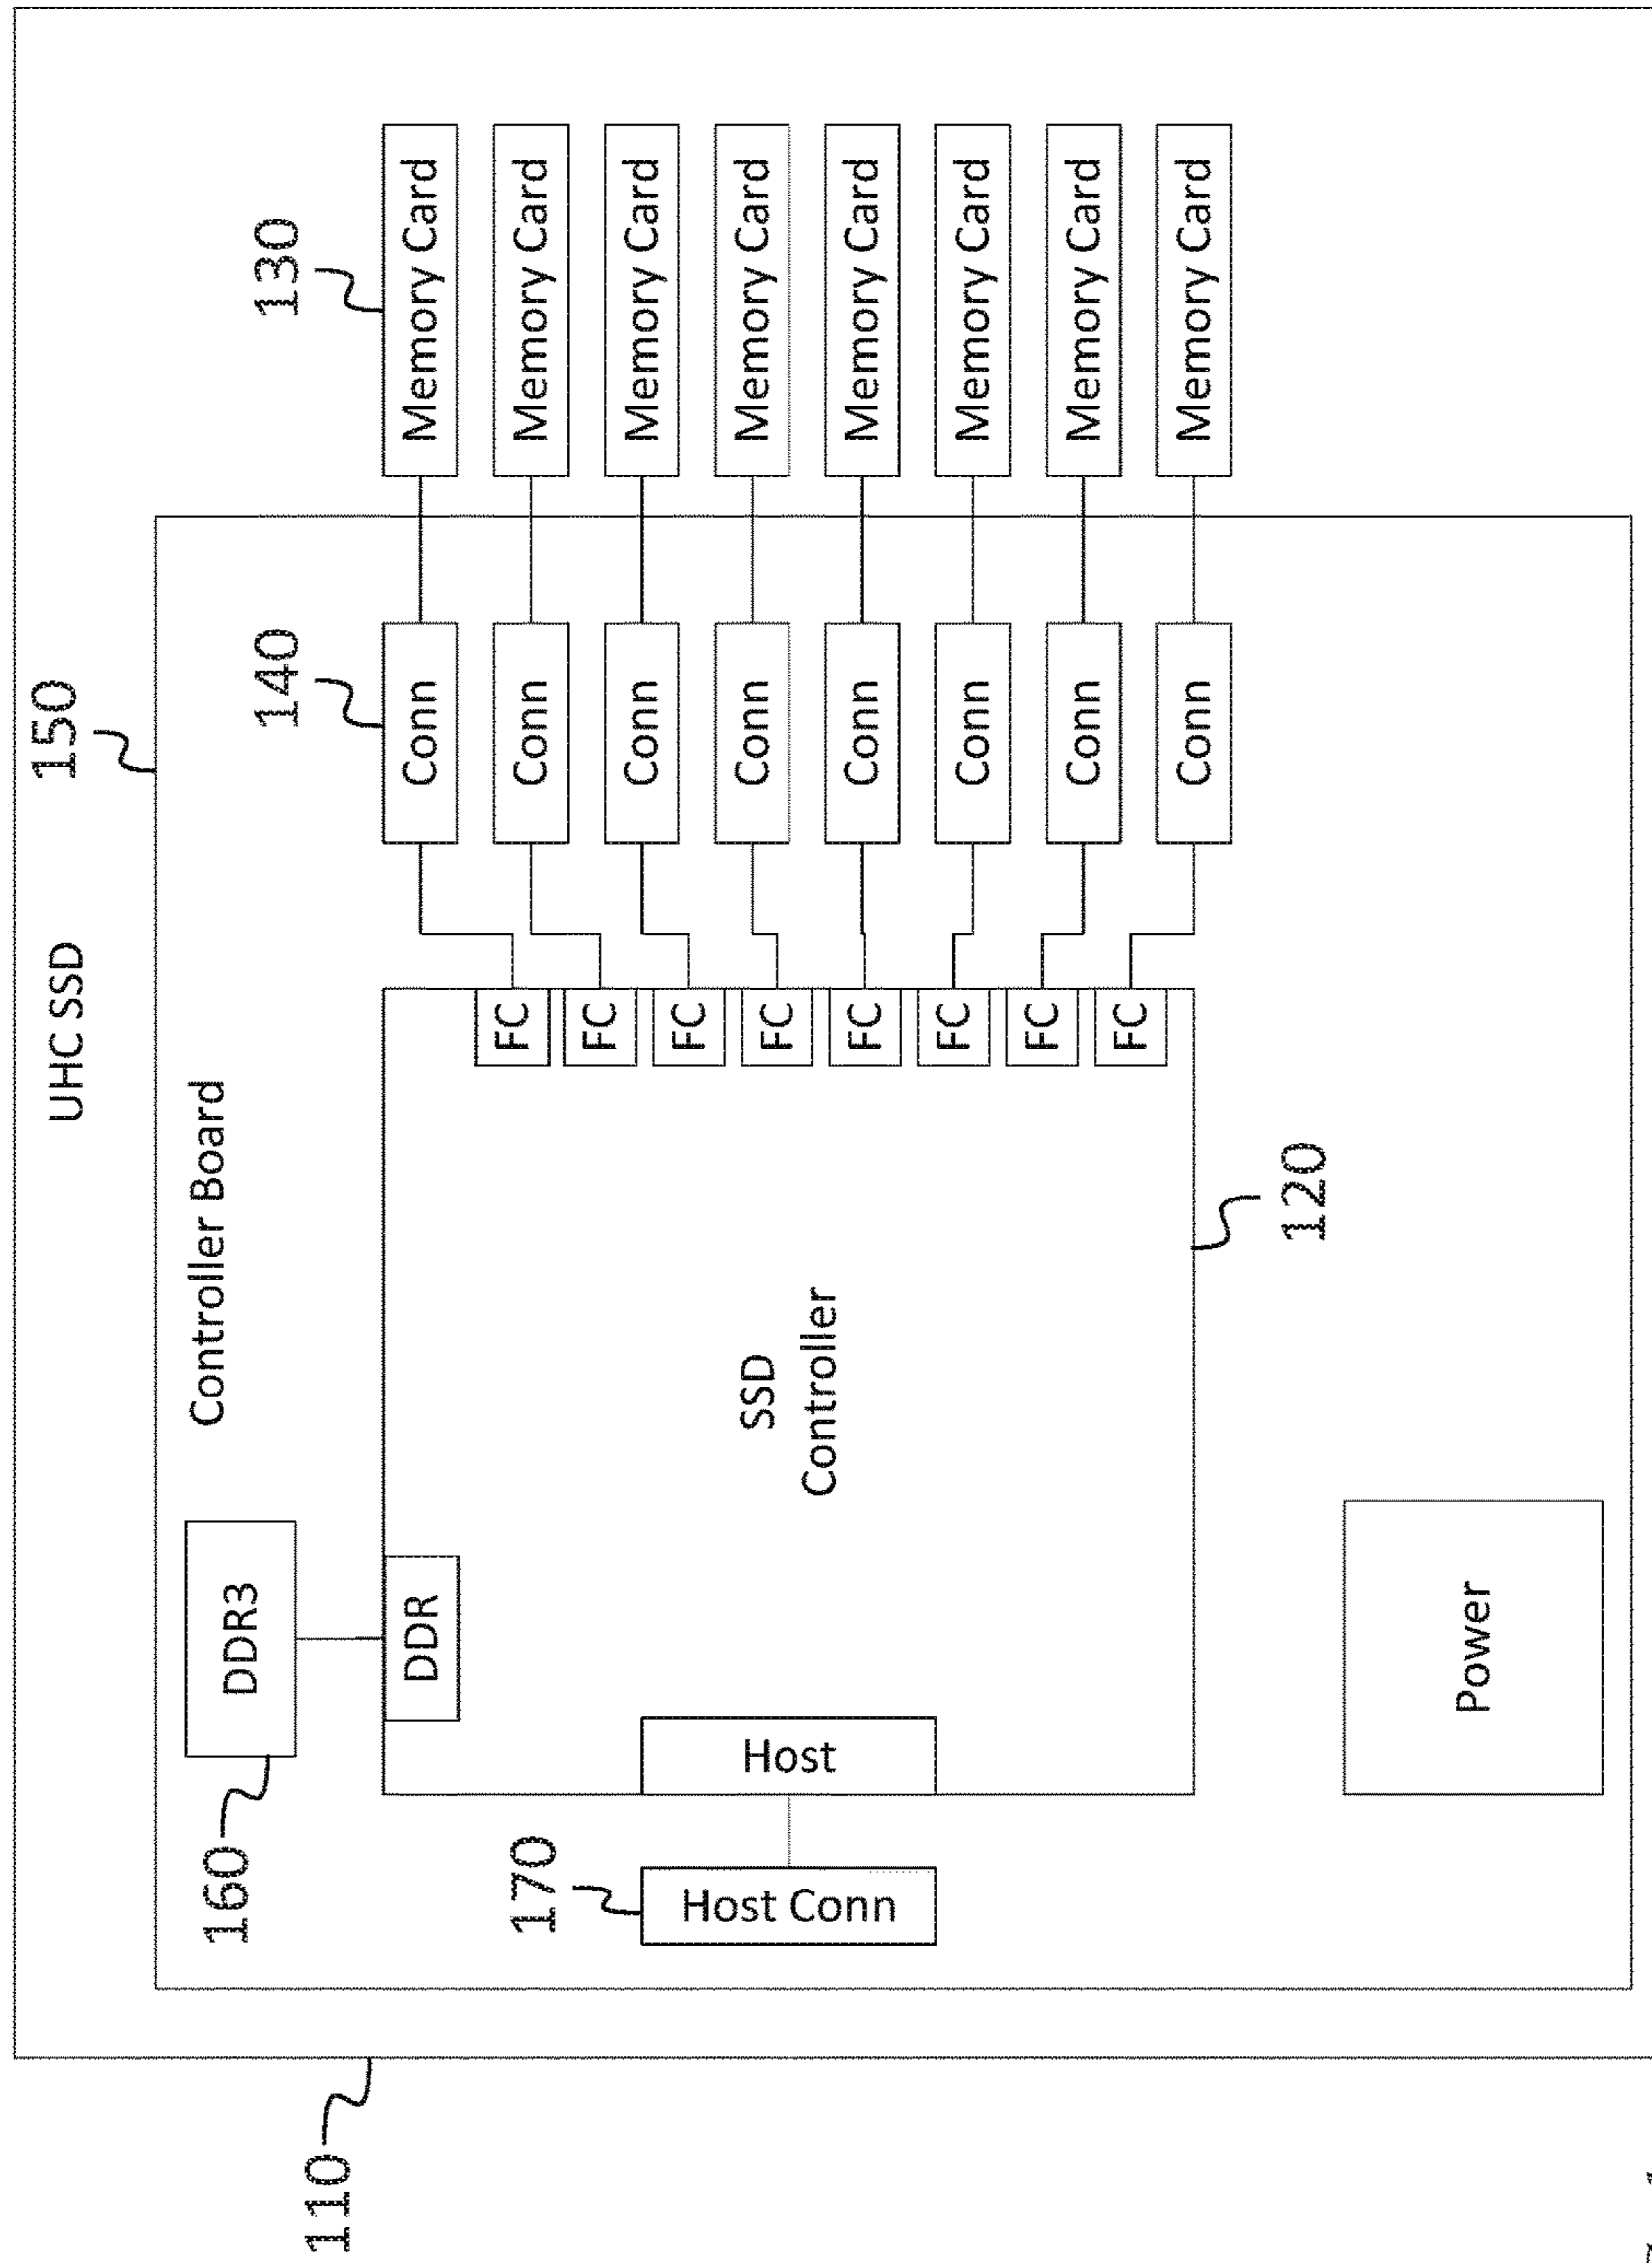 UHC SSD
150
Controller Board
160
DDR3
140
130
110
DDR
Conn
Memory Card
FC
170
Conn
Memory Card
FC
Conn
Memory Card
FC
Host Conn
Host
SSD
Controller
Conn
Memory Card
FC
Conn
Memory Card
FC
Conn
Memory Card
FC
Conn
Memory Card
FC
Conn
Memory Card
FC
120
Power